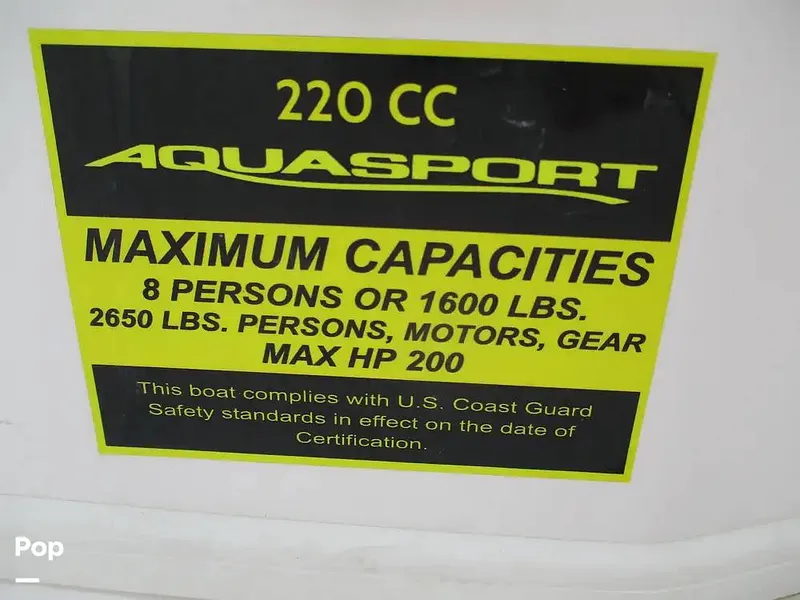 220 CC
AQUASPORT
MAXIMUM CAPACITIES
8 PERSONS OR 1600 LBS.
2650 LBS. PERSONS, MOTORS, GEAR
MAX HP 200
This boat complies with U.S. Coast Guard
Safety standards in effect on the date of
Certification.
Pop